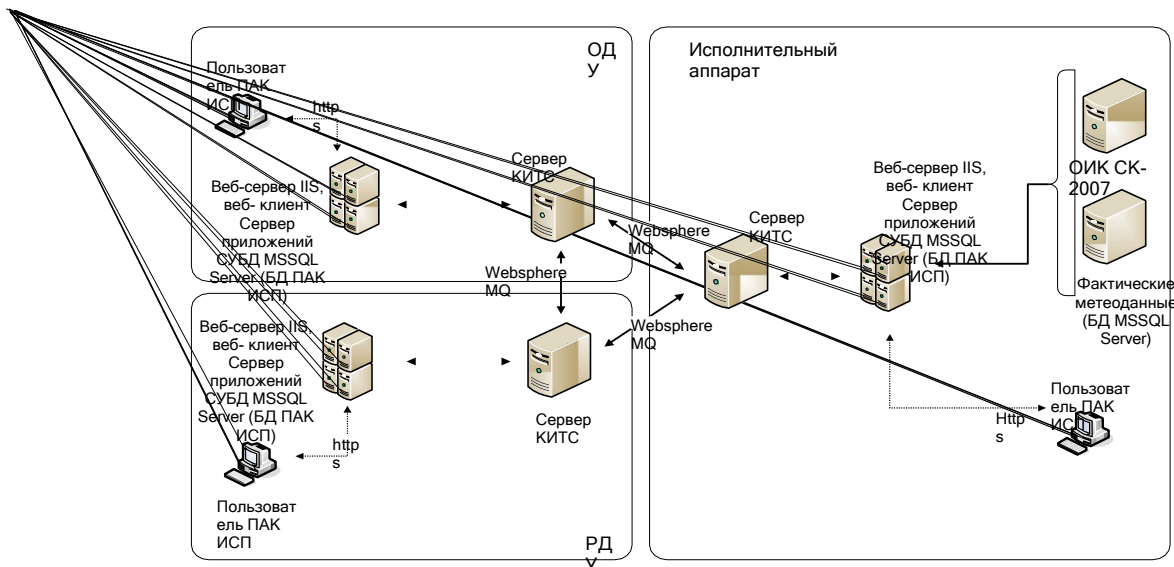 ОД
У
Пользоват
ель ПАК
ИС
http
s
Веб-сервер IIS,
веб- клиент
Сервер
приложений
СУБД MSSQL
Server (БД ПАК
ИСП)
Сервер
КИТС
Websphere
MQ
Websphere
MQ
Исполнительный
аппарат
Сервер
КИТС
Веб-сервер IIS,
веб- клиент
Сервер
приложений
СУБД MSSQL
Server (БД ПАК
ИСП)
ОИК СК-
2007
Фактические
метеоданные
(БД MSSQL
Server)
Http
s
Пользоват
ель ПАК
ИС
Веб-сервер IIS,
веб- клиент
Сервер
приложений
СУБД MSSQL
Server (БД ПАК
ИСП)
http
s
Пользоват
ель ПАК
ИСП
Сервер
КИТС
Websphere
MQ
РД
У